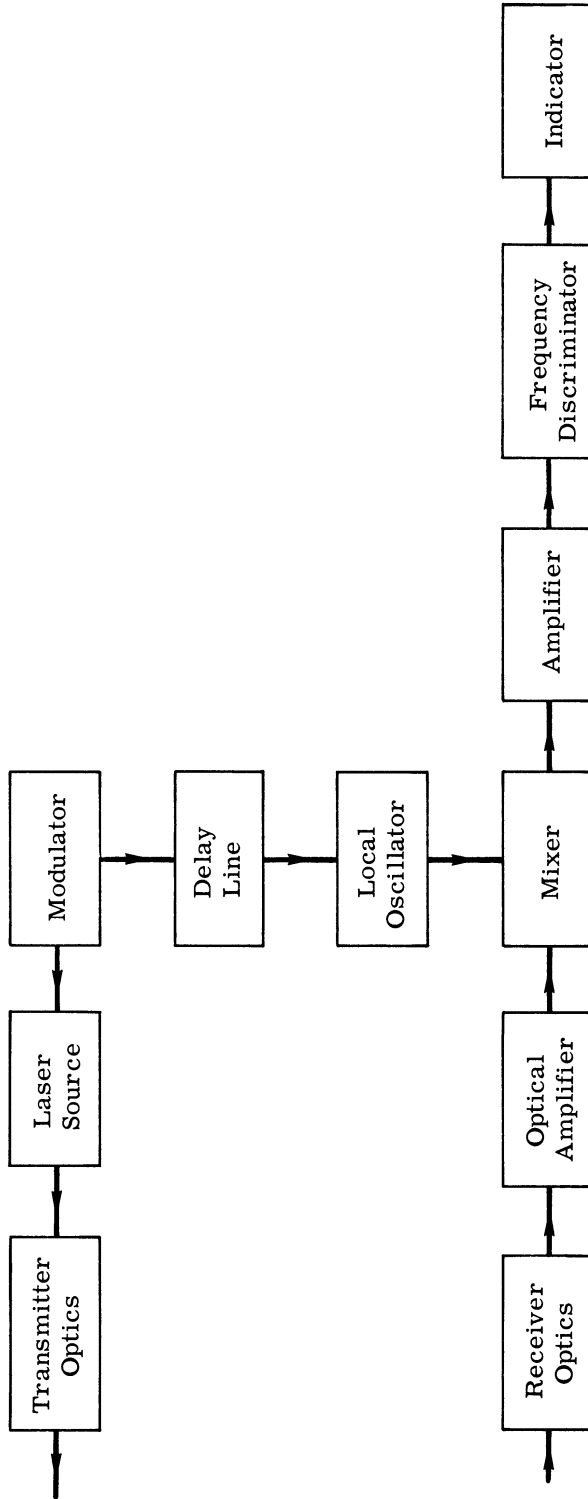 Transmitter
Optics
Laser
Source
Modulator
Delay
Line
Local
Oscillator
Receiver
Optics
Optical
Amplifier
Mixer
Amplifier
Frequency
Discriminator
Indicator